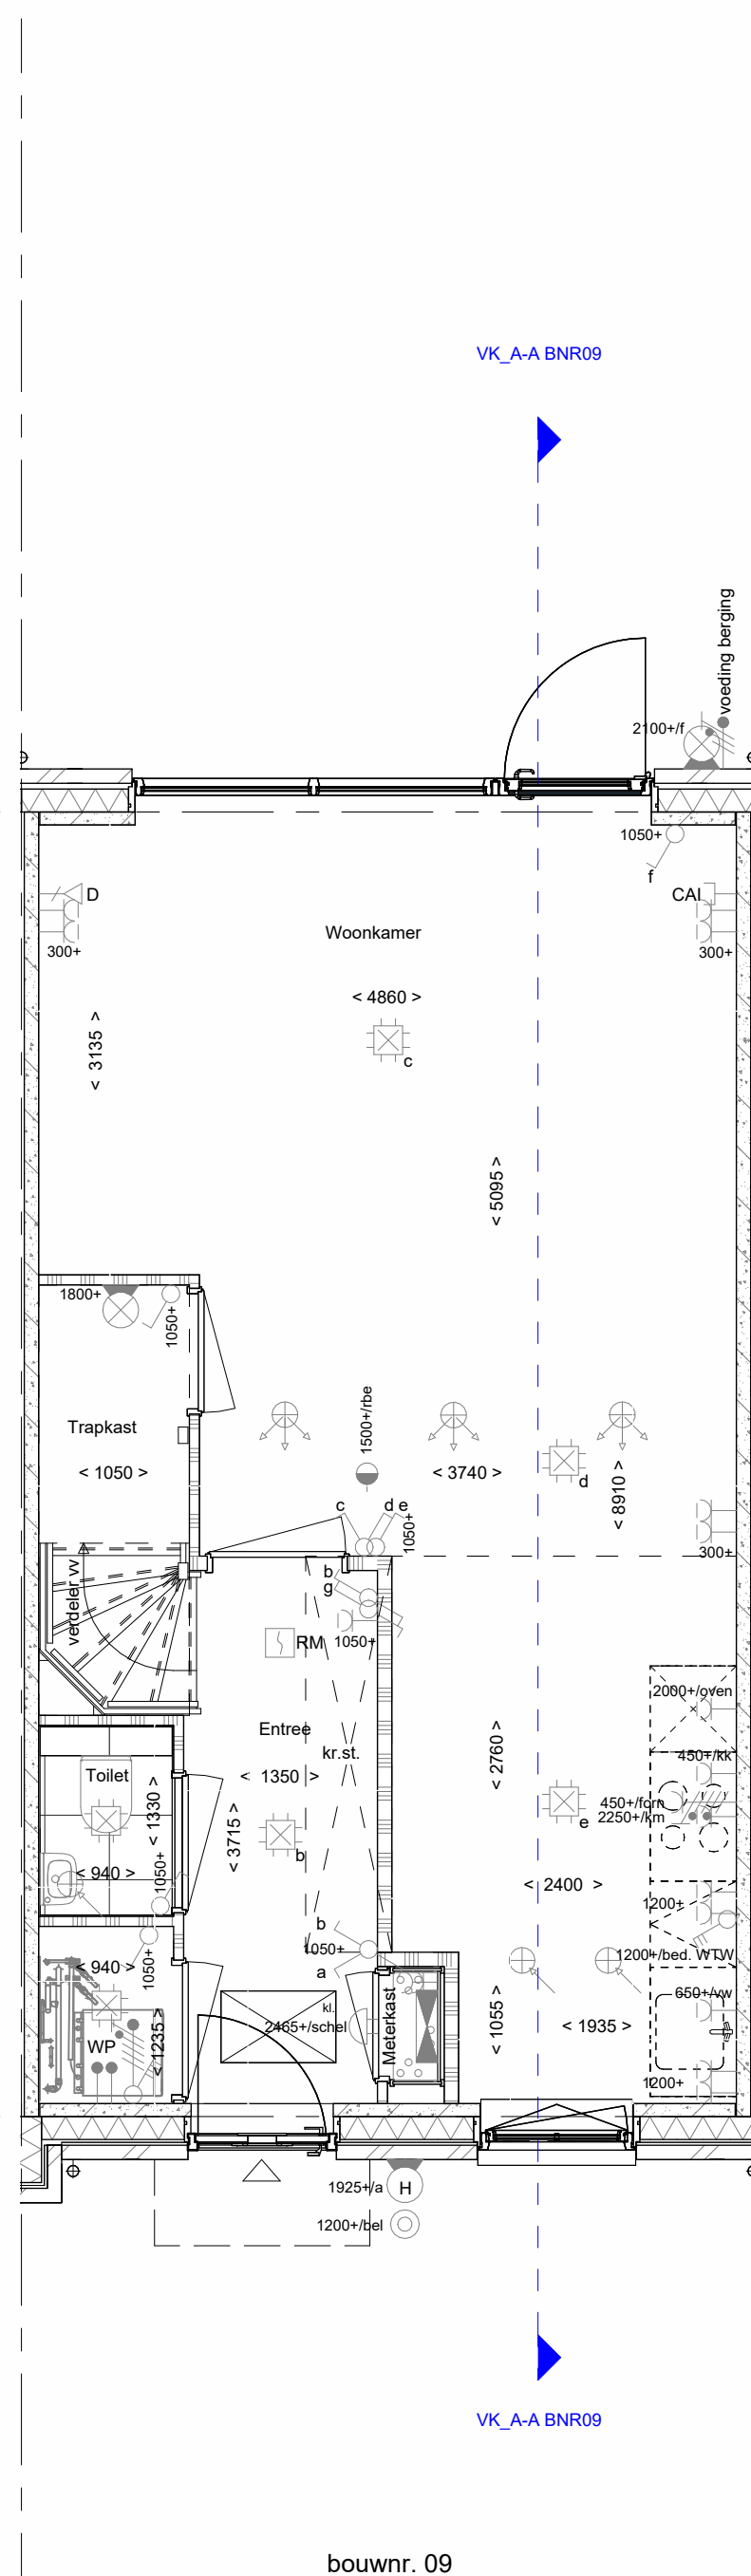 VK_A-A BNR09
voeding berging
2100+/f
1050+
f
D
CAI
300+
300+
Woonkamer
< 4860 >
< 3135 >
c
< 5095 >
1800+
1050+
Trapkast
< 1050 >
1500+/rbe
< 3740 >
d
< 8910 >
c
d e
1050+
300+
verdeler vv
b
g
1050+
RM
2000+/oven
Entree
kr.st.
< 2760 >
450+/kk
Toilet
< 1350 >
< 1330 >
450+/forn
2250+/km
e
< 3715 >
b
< 940 >
1050+
< 2400 >
1200+
b
1050+
a
1050+
1200+/bed. WTW
< 940 >
650+/vw
kl.
2465+/schel
Meterkast
< 1055 >
< 1935 >
WP
< 1235 >
1200+
1925+/a
H
1200+/bel
VK_A-A BNR09
bouwnr. 09